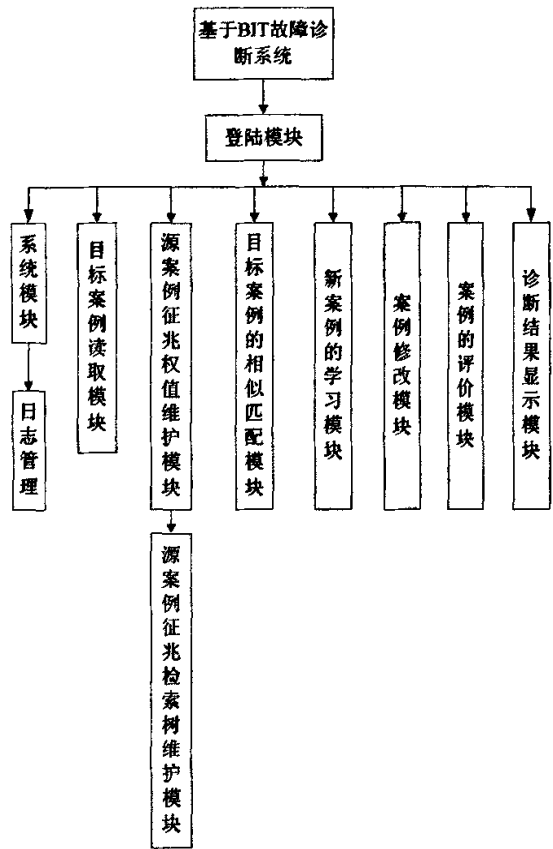 基于BIT故障诊
断系统
登陆模块
系统模块
目标案例读取模块
源案例征兆权值维护模块
目标案例的相似匹配模块
新案例的学习模块
案例修改模块
案例的评价模块
诊断结果显示模块
日志管理
源案例征兆检索树维护模块